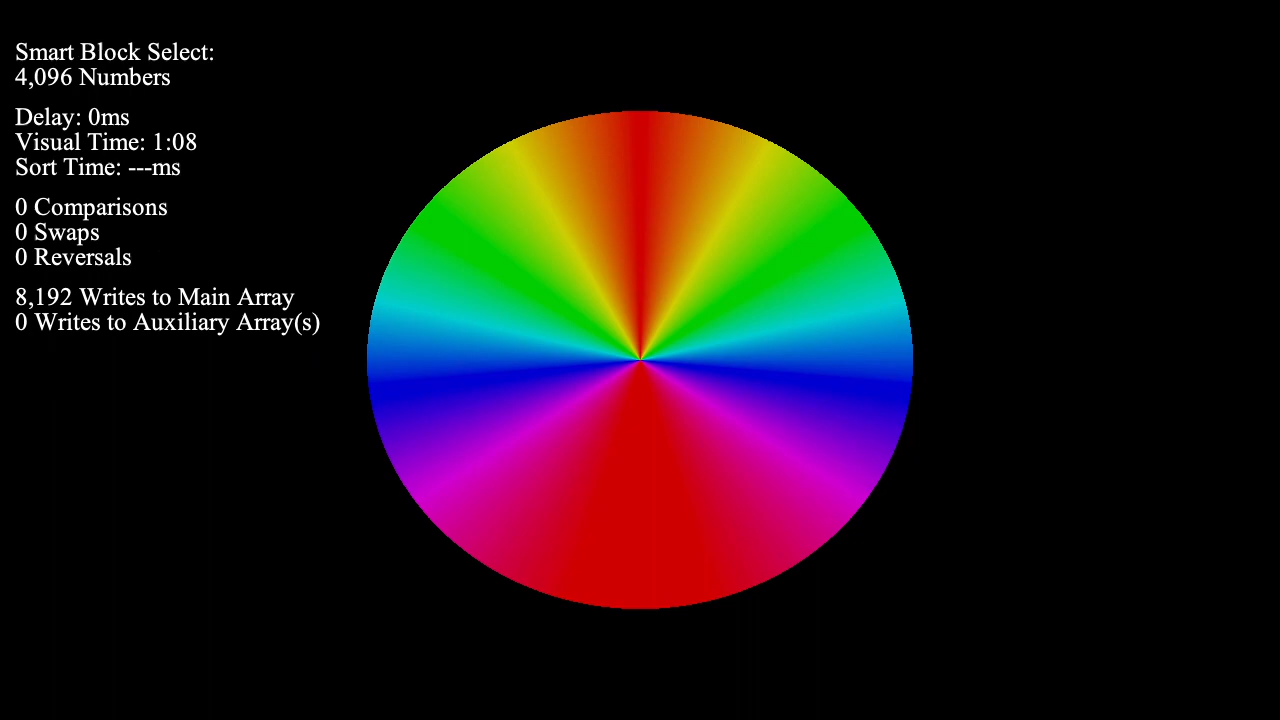 Smart Block Select:
4,096 Numbers
Delay: 0ms
Visual Time: 1:08
Sort Time: ---ms
0 Comparisons
0 Swaps
0 Reversals
8,192 Writes to Main Array
0 Writes to Auxiliary Array(s)